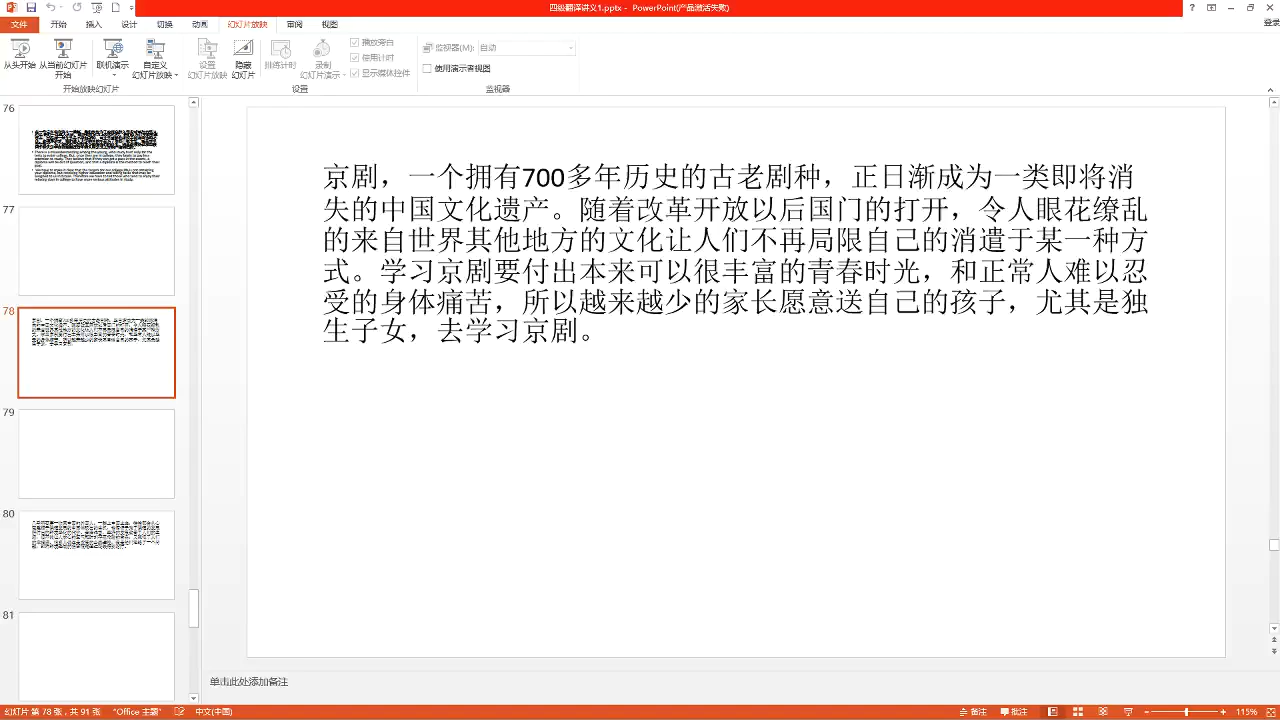 四级翻译讲义1.pptx - PowerPoint(产品激活失败)
登录
文件 开始 插入 设计 切换 动画 幻灯片放映 审阅 视图
从头开始 从当前幻灯片开始 联机演示 自定义幻灯片放映 设置幻灯片放映 隐藏幻灯片 排练计时 录制幻灯片演示
播放旁白
使用计时
显示媒体控件
监视器(M): 自动
使用演示者视图
开始放映幻灯片 设置 监视器
76
77
78
79
80
81
京剧，一个拥有700多年历史的古老剧种，正日渐成为一类即将消
失的中国文化遗产。随着改革开放以后国门的打开，令人眼花缭乱
的来自世界其他地方的文化让人们不再局限自己的消遣于某一种方
式。学习京剧要付出本来可以很丰富的青春时光，和正常人难以忍
受的身体痛苦，所以越来越少的家长愿意送自己的孩子，尤其是独
生子女，去学习京剧。
单击此处添加备注
幻灯片 第 78 张，共 91 张 "Office 主题" 中文(中国) 备注 批注 115%